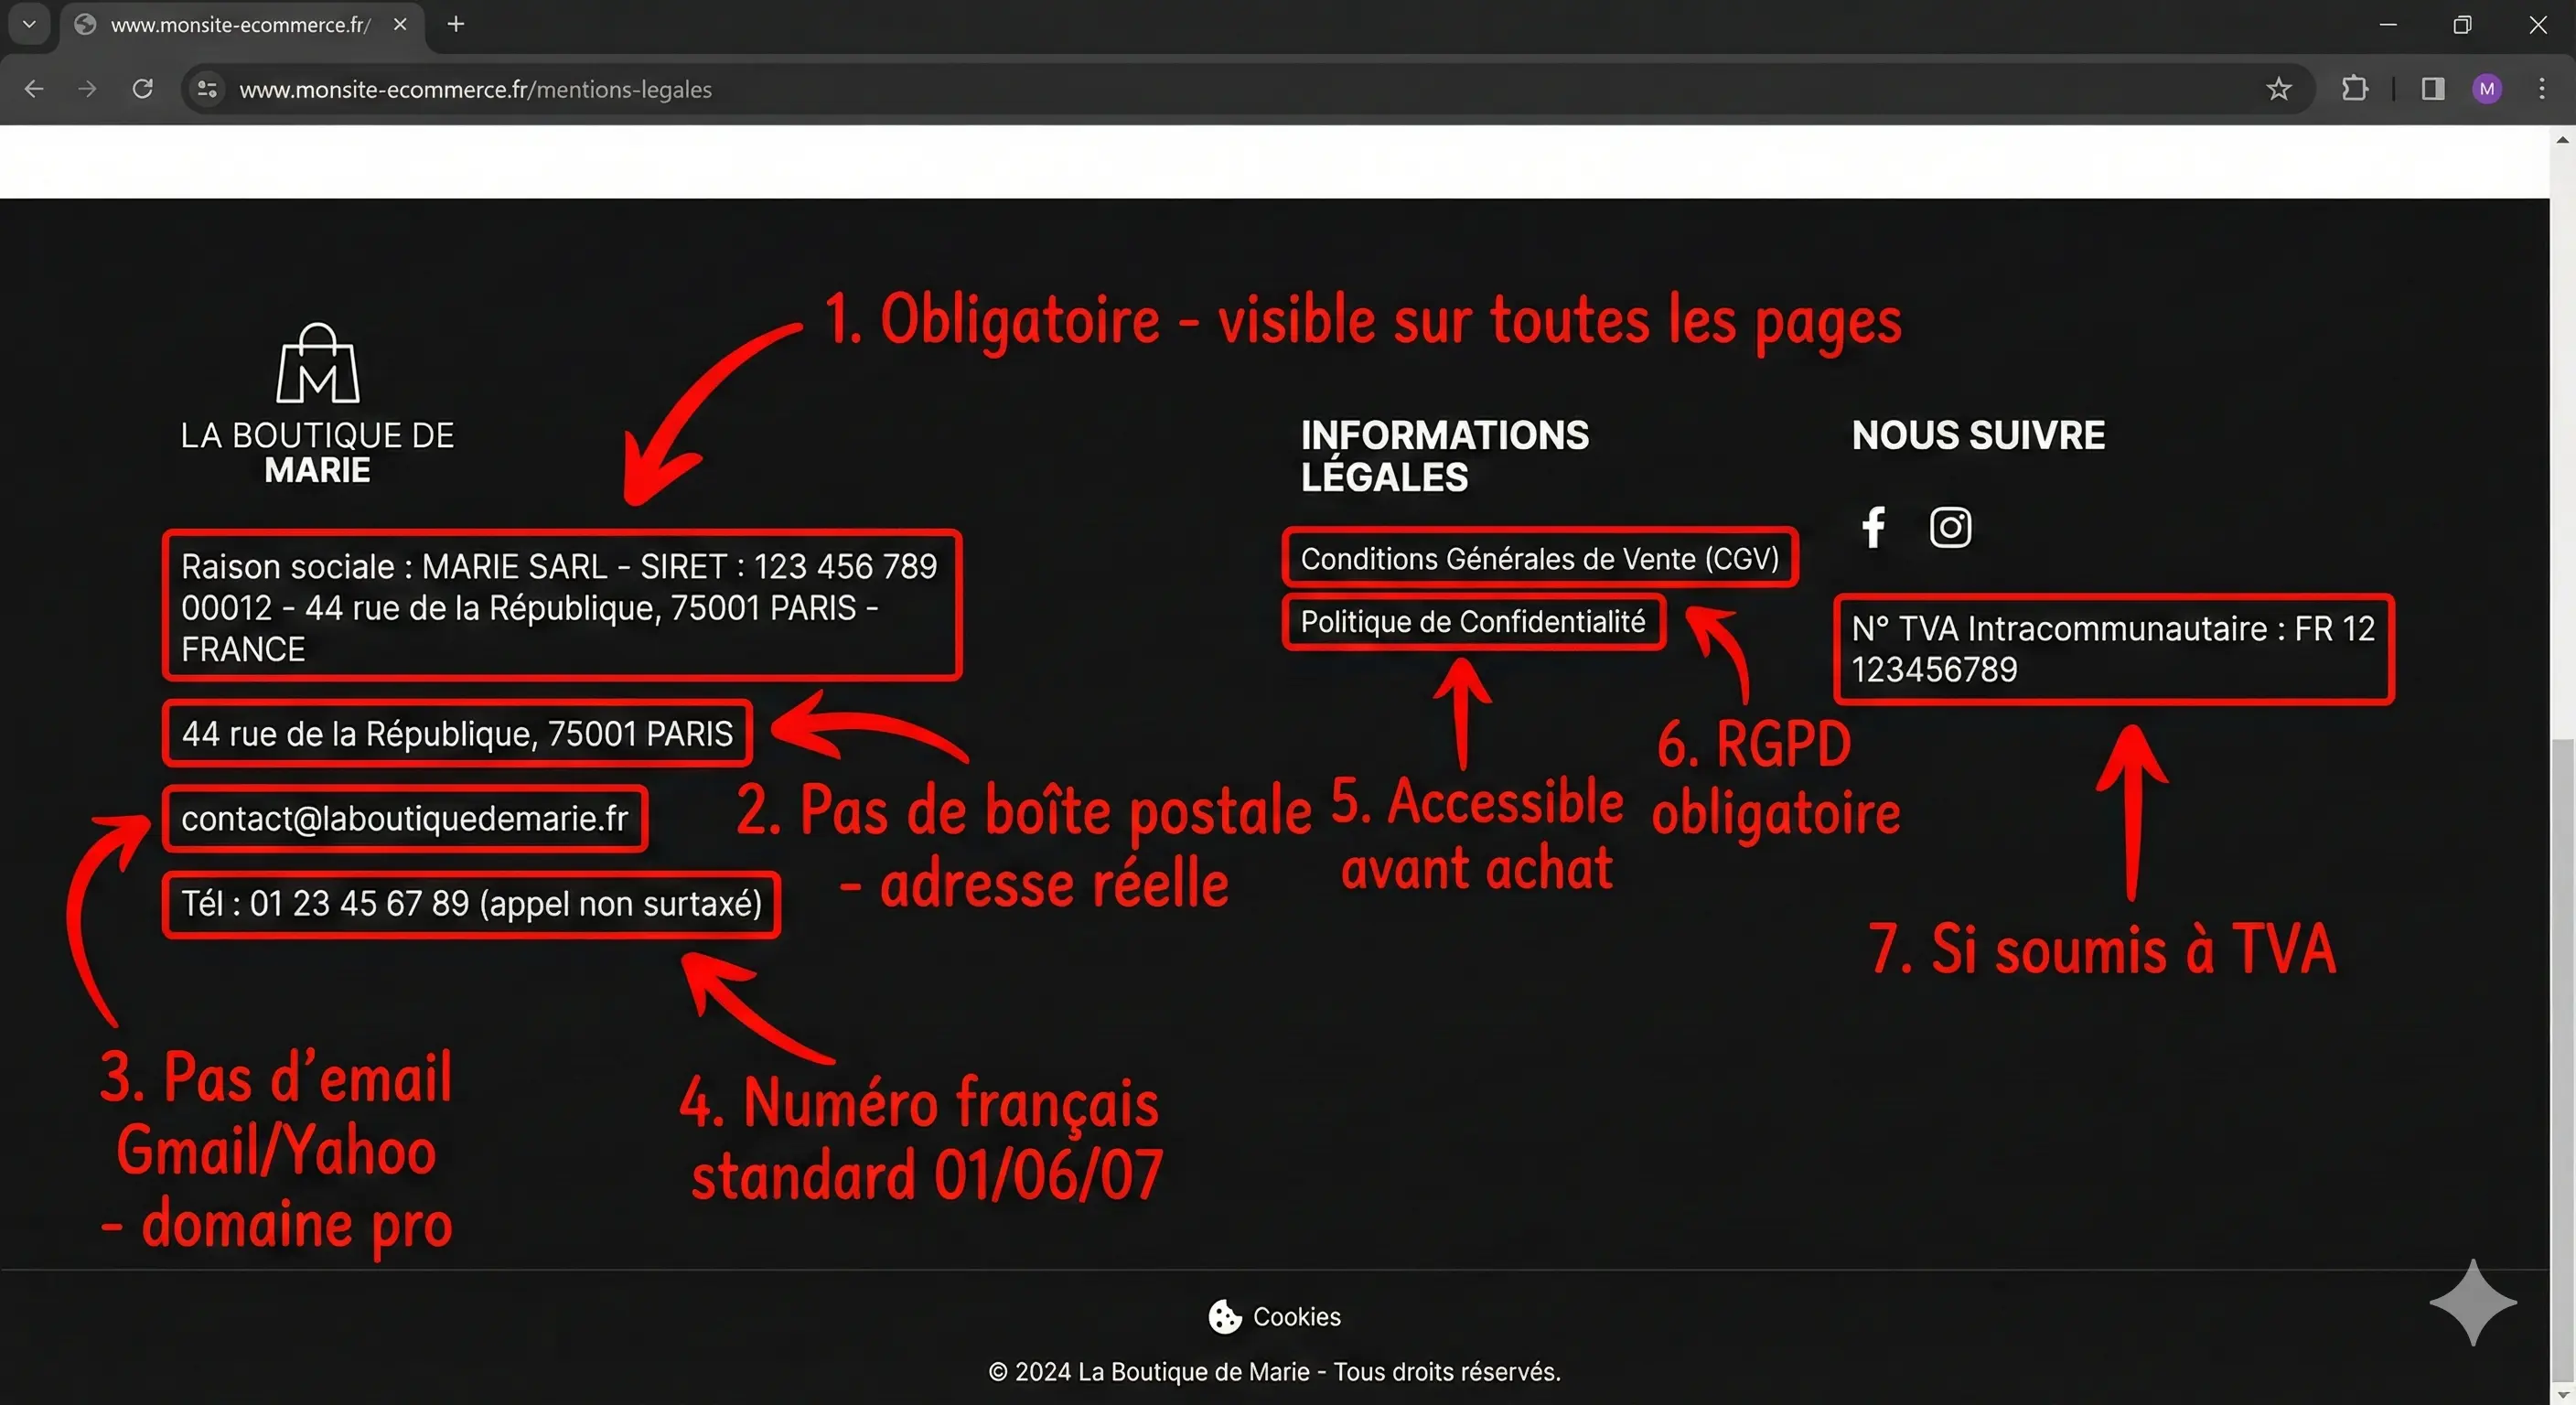 www.monsite-ecommerce.fr/
www.monsite-ecommerce.fr/mentions-legales
M
1. Obligatoire - visible sur toutes les pages
M
LA BOUTIQUE DE
MARIE
Raison sociale : MARIE SARL - SIRET : 123 456 789
00012 - 44 rue de la République, 75001 PARIS -
FRANCE
44 rue de la République, 75001 PARIS
contact@laboutiquedemarie.fr
Tél : 01 23 45 67 89 (appel non surtaxé)
2. Pas de boîte postale
- adresse réelle
3. Pas d'email
Gmail/Yahoo
- domaine pro
4. Numéro français
standard 01/06/07
INFORMATIONS
LÉGALES
Conditions Générales de Vente (CGV)
Politique de Confidentialité
5. Accessible
avant achat
6. RGPD
obligatoire
NOUS SUIVRE
N° TVA Intracommunautaire : FR 12
123456789
7. Si soumis à TVA
Cookies
© 2024 La Boutique de Marie - Tous droits réservés.